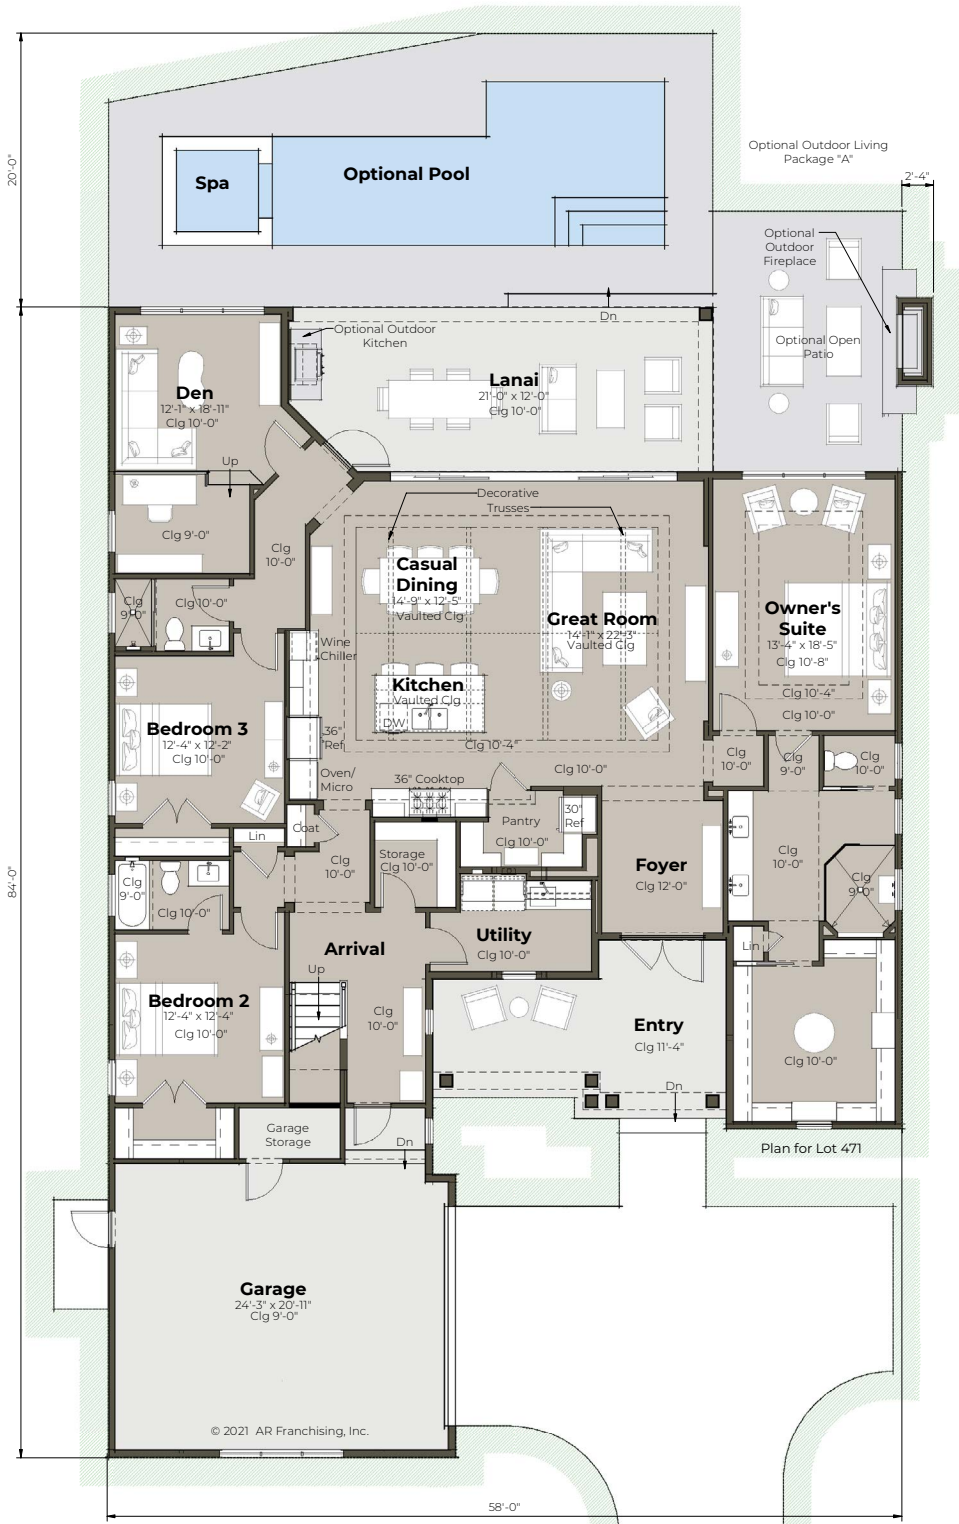 Optional Outdoor Living
Package "A"
20'-0"
2'-4"
Spa
Optional Pool
Optional
Outdoor
Fireplace
Dn
Optional Outdoor
Kitchen
Optional Open
Patio
Den
12'-1" x 18'-11"
Clg 10'-0"
Lanai
21'-0" x 12'-0"
Clg 10'-0"
Up
Decorative
Trusses
Clg 9'-0"
Clg
10'-0"
Casual
Dining
14'-9" x 12'-5"
Vaulted Clg
Clg
9'-0"
Clg 10'-0"
Great Room
14'-1" x 22'-3"
Vaulted Clg
Owner's
Suite
13'-4" x 18'-5"
Clg 10'-8"
Clg 10'-4"
Clg 10'-0"
Wine
Chiller
Kitchen
Vaulted Clg
DW
Clg 10'-4"
Bedroom 3
12'-4" x 12'-2"
Clg 10'-0"
36"
Ref
Oven/
Micro
36" Cooktop
Clg 10'-0"
Clg
10'-0"
Clg
9'-0"
Clg
10'-0"
30"
Ref
Pantry
Clg 10'-0"
Coat
Lin
Clg
10'-0"
Storage
Clg 10'-0"
Foyer
Clg 12'-0"
Clg
10'-0"
Clg
9'-0"
84'-0"
Clg
9'-0"
Clg 10'-0"
Arrival
Utility
Clg 10'-0"
Lin
Up
Bedroom 2
12'-4" x 12'-4"
Clg 10'-0"
Clg
10'-0"
Entry
Clg 11'-4"
Clg 10'-0"
Dn
Garage
Storage
Dn
Plan for Lot 471
Garage
24'-3" x 20'-11"
Clg 9'-0"
© 2021 AR Franchising, Inc.
58'-0"